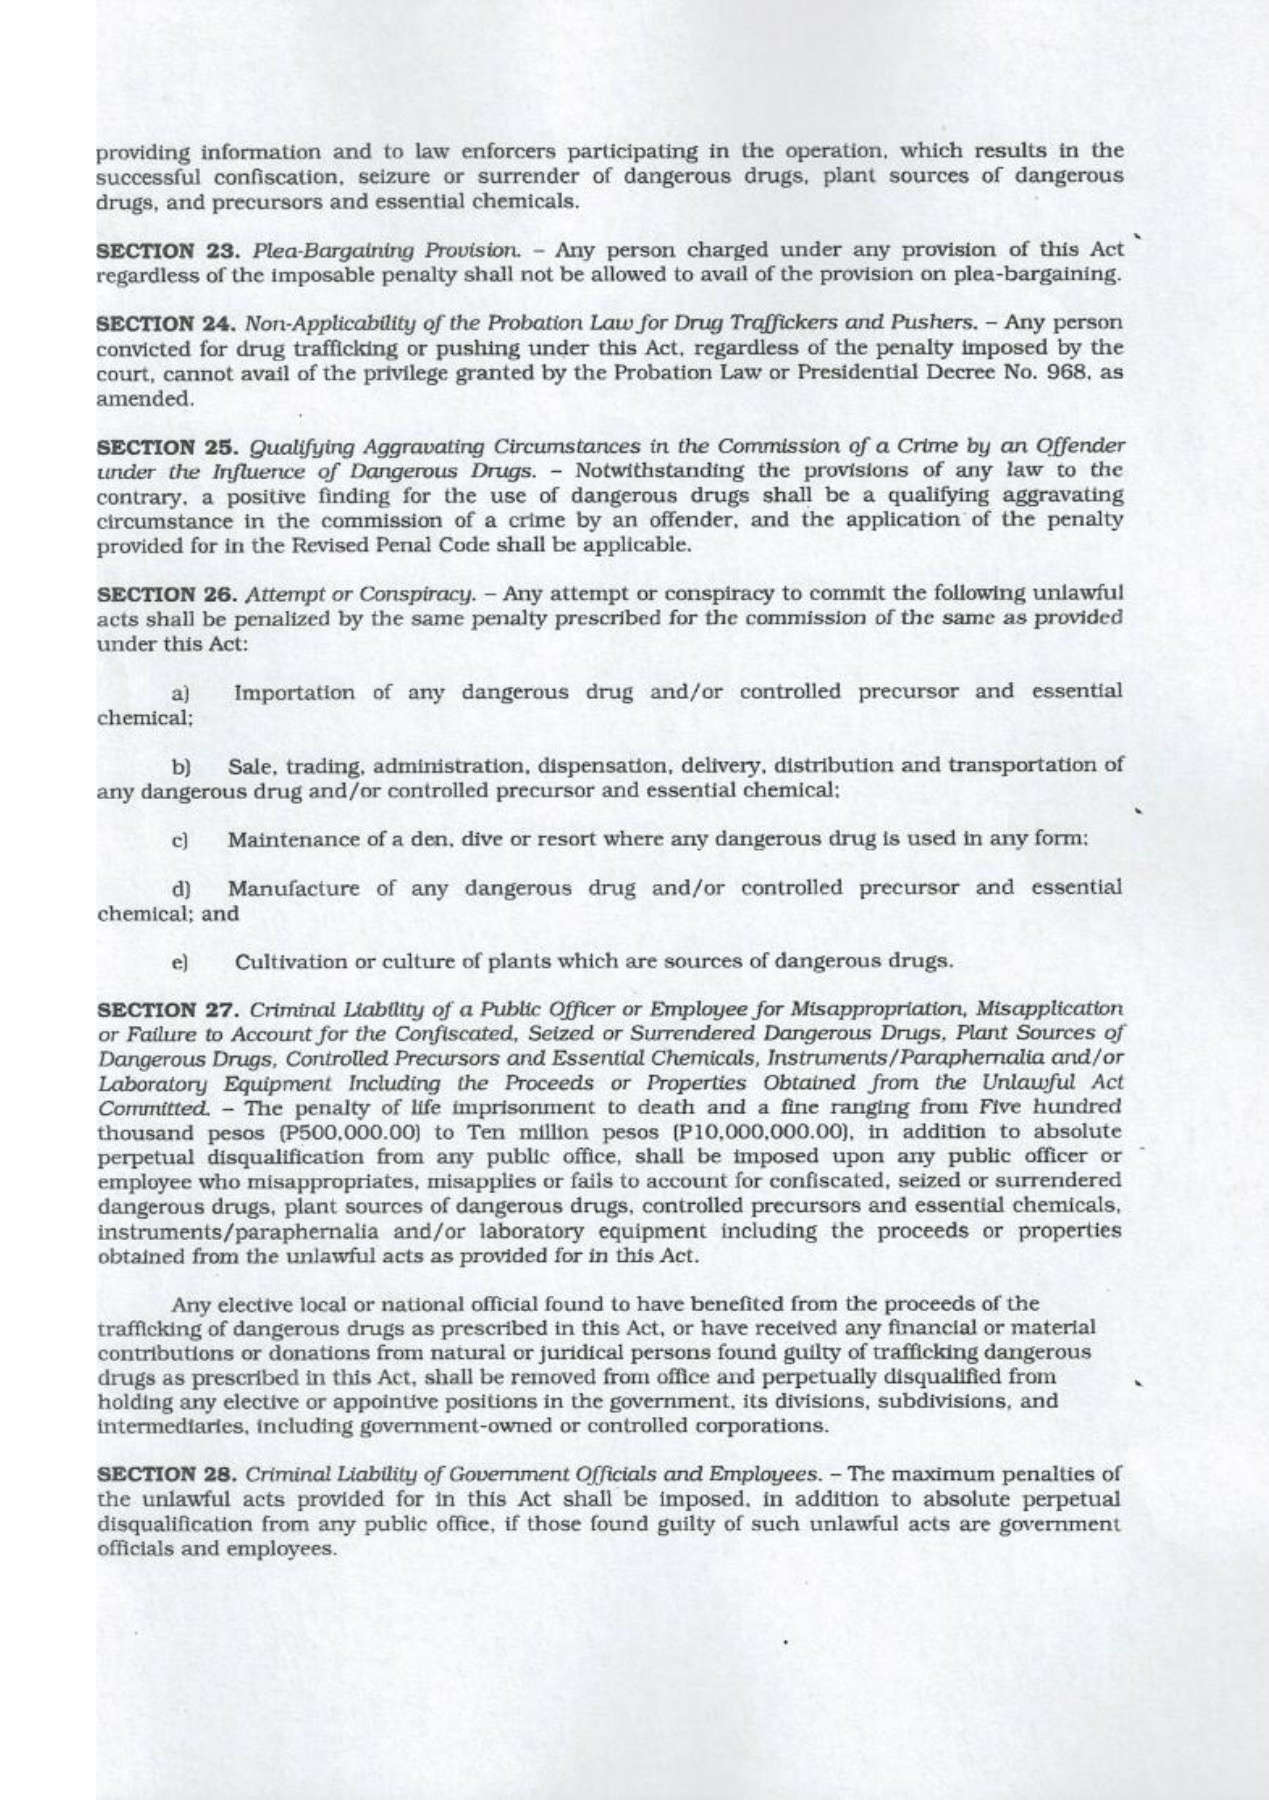 providing information and to law enforcers participating in the operation, which results in the
successful confiscation, seizure or surrender of dangerous drugs, plant sources of dangerous
drugs, and precursors and essential chemicals.
SECTION 23. Plea-Bargaining Provision. – Any person charged under any provision of this Act
regardless of the imposable penalty shall not be allowed to avail of the provision on plea-bargaining.
SECTION 24. Non-Applicability of the Probation Law for Drug Traffickers and Pushers. – Any person
convicted for drug trafficking or pushing under this Act, regardless of the penalty imposed by the
court, cannot avail of the privilege granted by the Probation Law or Presidential Decree No. 968, as
amended.
SECTION 25. Qualifying Aggravating Circumstances in the Commission of a Crime by an Offender
under the Influence of Dangerous Drugs. – Notwithstanding the provisions of any law to the
contrary, a positive finding for the use of dangerous drugs shall be a qualifying aggravating
circumstance in the commission of a crime by an offender, and the application of the penalty
provided for in the Revised Penal Code shall be applicable.
SECTION 26. Attempt or Conspiracy. – Any attempt or conspiracy to commit the following unlawful
acts shall be penalized by the same penalty prescribed for the commission of the same as provided
under this Act:
a) Importation of any dangerous drug and/or controlled precursor and essential
chemical;
b) Sale, trading, administration, dispensation, delivery, distribution and transportation of
any dangerous drug and/or controlled precursor and essential chemical;
c) Maintenance of a den, dive or resort where any dangerous drug is used in any form;
d) Manufacture of any dangerous drug and/or controlled precursor and essential
chemical; and
e) Cultivation or culture of plants which are sources of dangerous drugs.
SECTION 27. Criminal Liability of a Public Officer or Employee for Misappropriation, Misapplication
or Failure to Account for the Confiscated, Seized or Surrendered Dangerous Drugs, Plant Sources of
Dangerous Drugs, Controlled Precursors and Essential Chemicals, Instruments/Paraphernalia and/or
Laboratory Equipment Including the Proceeds or Properties Obtained from the Unlawful Act
Committed. – The penalty of life imprisonment to death and a fine ranging from Five hundred
thousand pesos (P500,000.00) to Ten million pesos (P10,000,000.00), in addition to absolute
perpetual disqualification from any public office, shall be imposed upon any public officer or
employee who misappropriates, misapplies or fails to account for confiscated, seized or surrendered
dangerous drugs, plant sources of dangerous drugs, controlled precursors and essential chemicals,
instruments/paraphernalia and/or laboratory equipment including the proceeds or properties
obtained from the unlawful acts as provided for in this Act.
Any elective local or national official found to have benefited from the proceeds of the
trafficking of dangerous drugs as prescribed in this Act, or have received any financial or material
contributions or donations from natural or juridical persons found guilty of trafficking dangerous
drugs as prescribed in this Act, shall be removed from office and perpetually disqualified from
holding any elective or appointive positions in the government, its divisions, subdivisions, and
intermediaries, including government-owned or controlled corporations.
SECTION 28. Criminal Liability of Government Officials and Employees. – The maximum penalties of
the unlawful acts provided for in this Act shall be imposed, in addition to absolute perpetual
disqualification from any public office, if those found guilty of such unlawful acts are government
officials and employees.